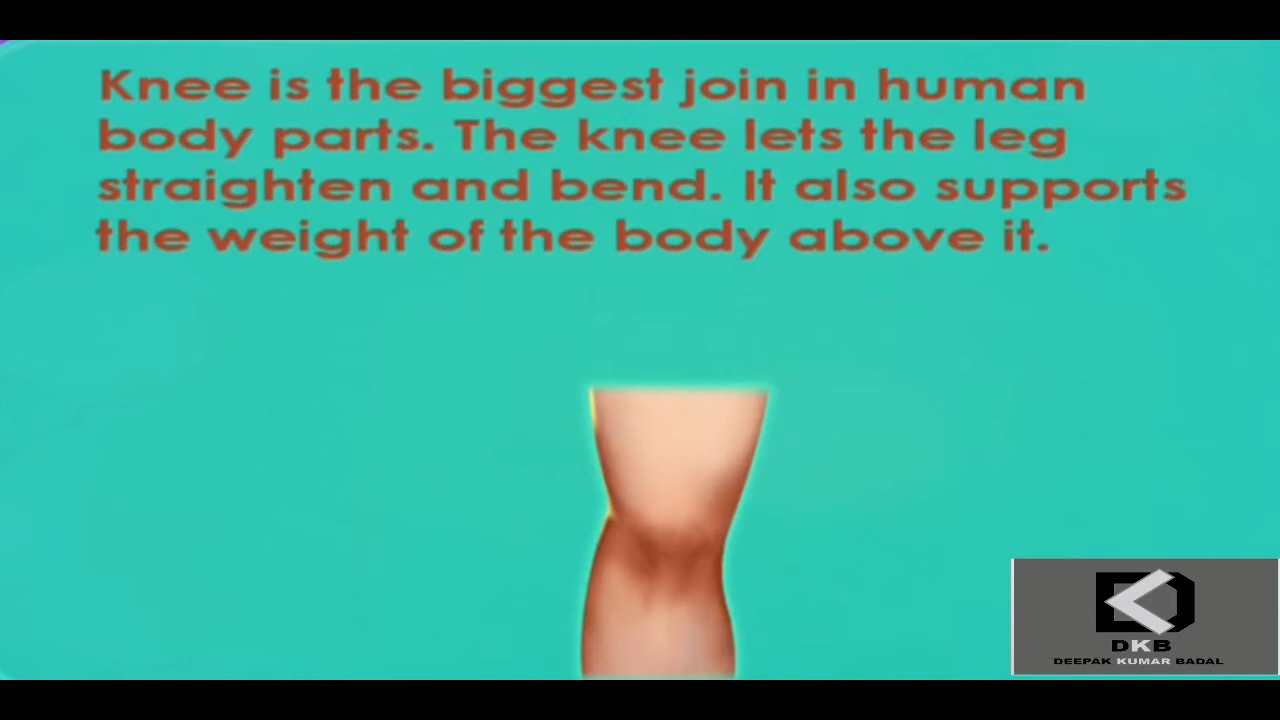 Knee is the biggest join in human
body parts. The knee lets the leg
straighten and bend. It also supports
the weight of the body above it.
DKB
DEEPAK KUMAR BADAL